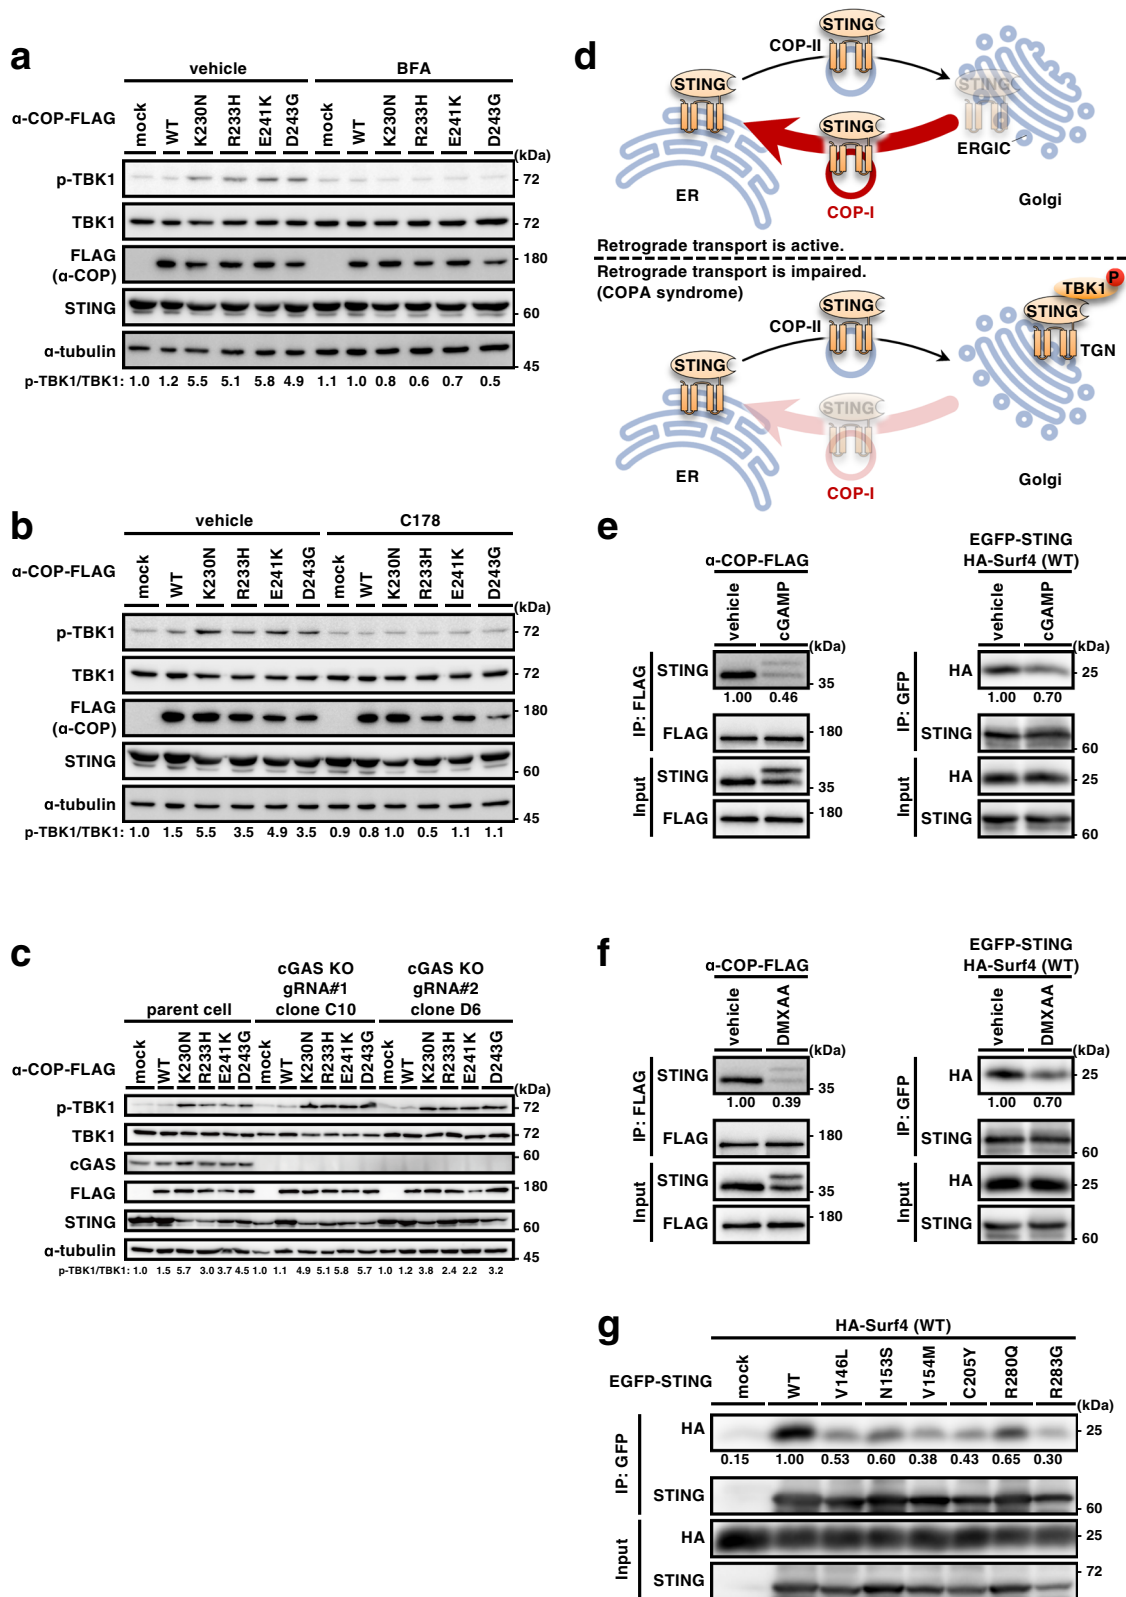 a
vehicle BFA
α-COP-FLAG mock WT K230N R233H E241K D243G mock WT K230N R233H E241K D243G
(kDa)
p-TBK1 72
TBK1 72
FLAG (α-COP) 180
STING 60
α-tubulin 45
p-TBK1/TBK1: 1.0 1.2 5.5 5.1 5.8 4.9 1.1 1.0 0.8 0.6 0.7 0.5
b
vehicle C178
α-COP-FLAG mock WT K230N R233H E241K D243G mock WT K230N R233H E241K D243G
(kDa)
p-TBK1 72
TBK1 72
FLAG (α-COP) 180
STING 60
α-tubulin 45
p-TBK1/TBK1: 1.0 1.5 5.5 3.5 4.9 3.5 0.9 0.8 1.0 0.5 1.1 1.1
c
parent cell
cGAS KO
gRNA#1
clone C10
cGAS KO
gRNA#2
clone D6
α-COP-FLAG mock WT K230N R233H E241K D243G mock WT K230N R233H E241K D243G mock WT K230N R233H E241K D243G
(kDa)
p-TBK1 72
TBK1 72
cGAS 60
FLAG 180
STING 60
α-tubulin 45
p-TBK1/TBK1: 1.0 1.5 5.7 3.0 3.7 4.5 1.0 1.1 4.9 5.1 5.8 5.7 1.0 1.2 3.8 2.4 2.2 3.2
d
STING
COP-II
STING
STING
STING
ERGIC
ER
Golgi
COP-I
Retrograde transport is active.
Retrograde transport is impaired.
(COPA syndrome)
P
TBK1
STING
STING
COP-II
TGN
STING
STING
ER
Golgi
COP-I
e
α-COP-FLAG
vehicle cGAMP
(kDa)
IP: FLAG
STING 35
1.00 0.46
FLAG 180
Input
STING 35
FLAG 180
EGFP-STING
HA-Surf4 (WT)
vehicle cGAMP
(kDa)
IP: GFP
HA 25
1.00 0.70
STING 60
Input
HA 25
STING 60
f
α-COP-FLAG
vehicle DMXAA
(kDa)
IP: FLAG
STING 35
1.00 0.39
FLAG 180
Input
STING 35
FLAG 180
EGFP-STING
HA-Surf4 (WT)
vehicle DMXAA
(kDa)
IP: GFP
HA 25
1.00 0.70
STING 60
Input
HA 25
STING 60
g
HA-Surf4 (WT)
EGFP-STING mock WT V146L N153S V154M C205Y R280Q R283G
(kDa)
IP: GFP
HA 25
0.15 1.00 0.53 0.60 0.38 0.43 0.65 0.30
STING 60
Input
HA 25
72
STING